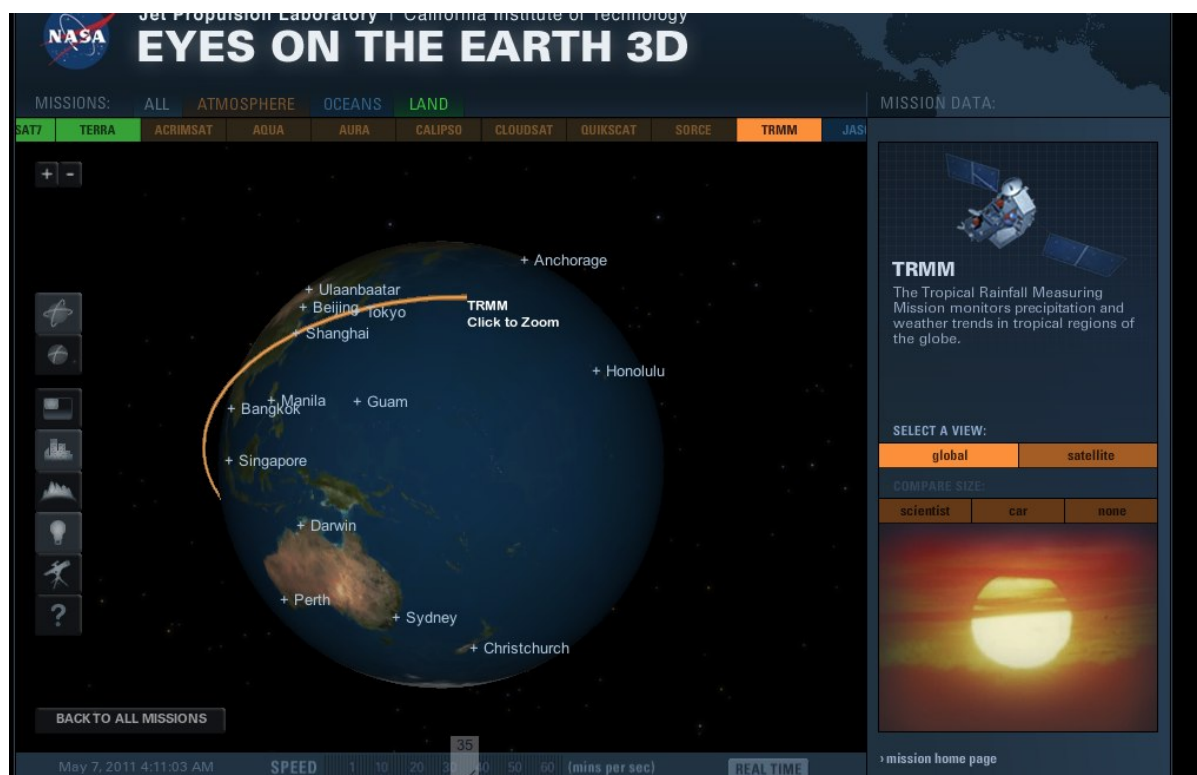 Jet Propulsion Laboratory | California Institute of Technology
NASA
EYES ON THE EARTH 3D
MISSIONS: ALL ATMOSPHERE OCEANS LAND
SAT7 TERRA ACRIMSAT AQUA AURA CALIPSO CLOUDSAT QUIKSCAT SORCE TRMM JAS
+ -
+ Anchorage
+ Ulaanbaatar
+ Beijing Tokyo
TRMM
Click to Zoom
+ Shanghai
+ Honolulu
+ Manila + Guam
+ Bangkok
+ Singapore
+ Darwin
+ Perth
+ Sydney
+ Christchurch
?
BACK TO ALL MISSIONS
35
May 7, 2011 4:11:03 AM SPEED 1 10 20 30 40 50 60 (mins per sec) REAL TIME
MISSION DATA:
TRMM
The Tropical Rainfall Measuring
Mission monitors precipitation and
weather trends in tropical regions of
the globe.
SELECT A VIEW:
global satellite
COMPARE SIZE:
scientist car none
› mission home page